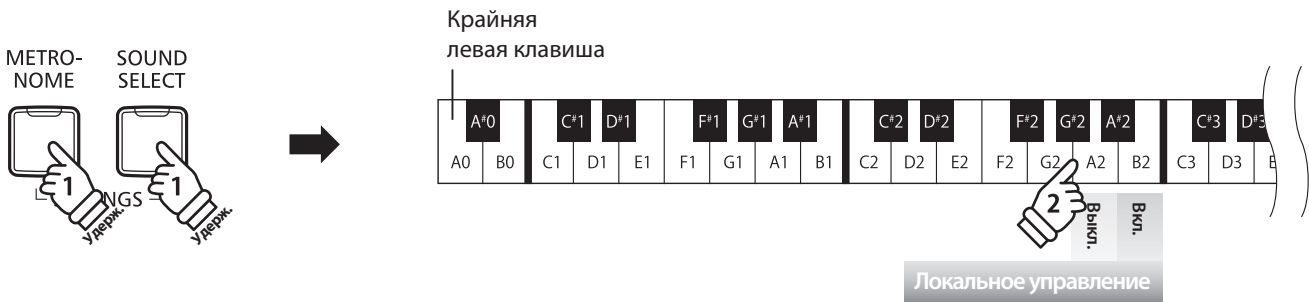 Крайняя
левая клавиша
METRO-
NOME
SOUND
SELECT
1
1
NGS
Удерж.
Удерж.
A#0 C#1 D#1 F#1 G#1 A#1 C#2 D#2 F#2 G#2 A#2 C#3 D#3
A0 B0 C1 D1 E1 F1 G1 A1 B1 C2 D2 E2 F2 G2 A2 B2 C3 D3
2
Выкл.
Вкл.
Локальное управление